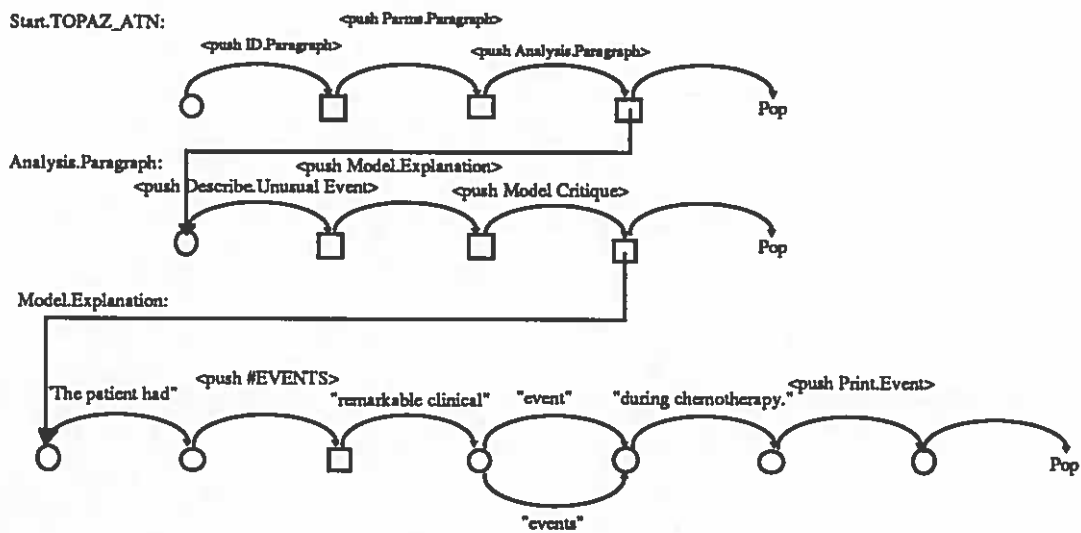 Start.TOPAZ_ATN:
<push Parms.Paragraph>
<push ID.Paragraph>
<push Analysis.Paragraph>
Pop
Analysis.Paragraph:
<push Model.Explanation>
<push Describe.Unusual Event>
<push Model Critique>
Pop
Model.Explanation:
"The patient had"
<push #EVENTS>
"remarkable clinical"
"event"
"during chemotherapy."
<push Print.Event>
Pop
"events"